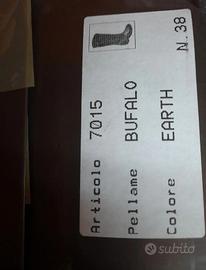 Articolo 7015
Pellame BUFALO
Colore EARTH N.38
subito